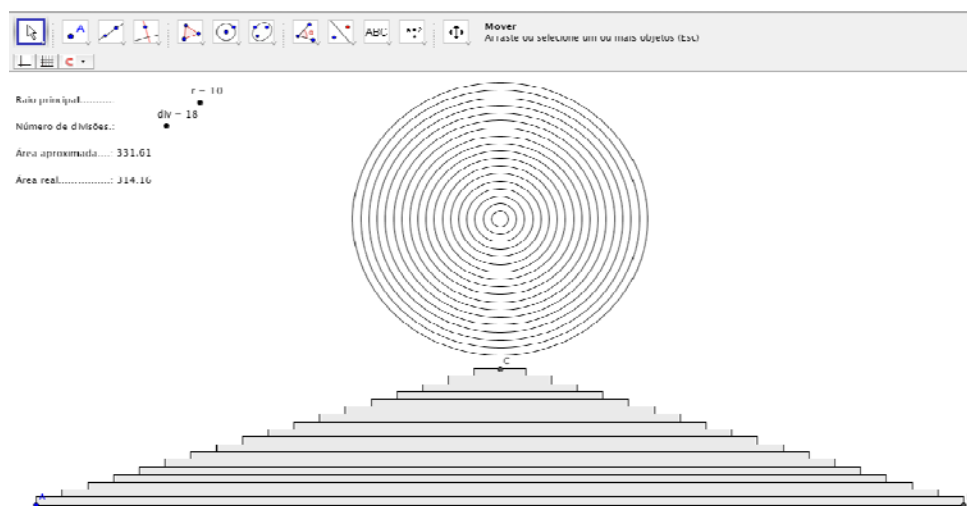 Mover
Arraste ou selecione um ou mais objetos (Esc)
A
ABC
r = 10
Raio principal..........:
div = 18
Número de divisões.:
Área aproximada....: 331.61
Área real................: 314.16
C
A